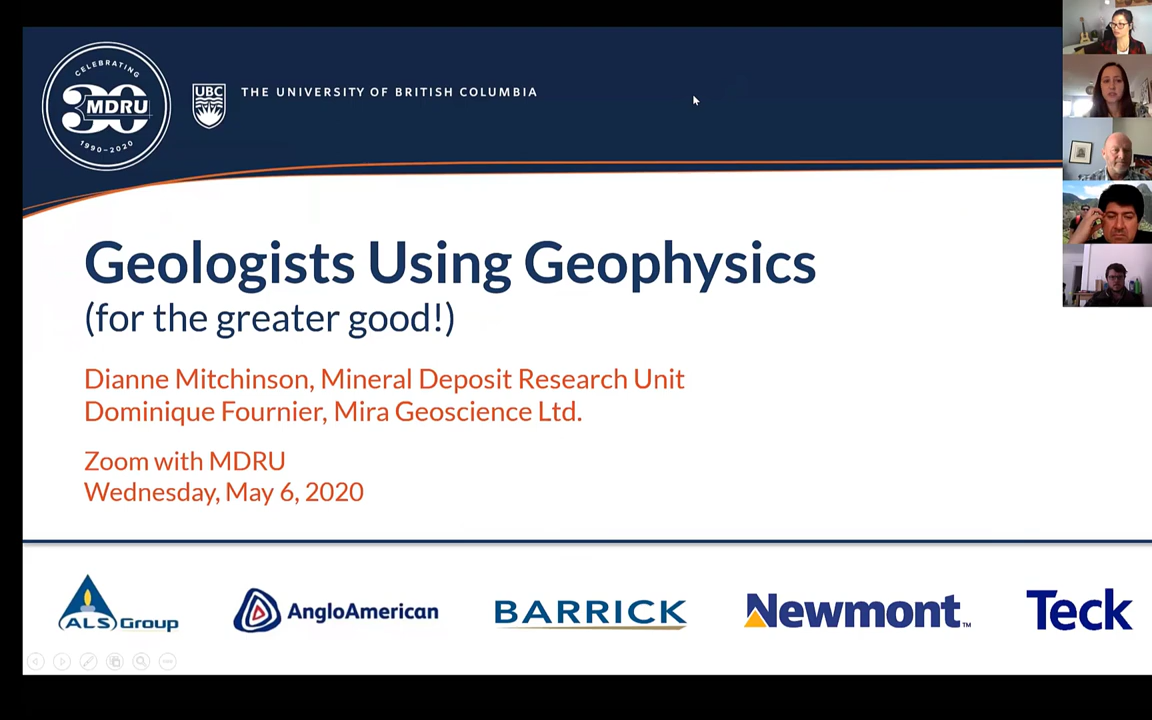 CELEBRATING
30
MDRU
1990–2020
UBC
THE UNIVERSITY OF BRITISH COLUMBIA
Geologists Using Geophysics
(for the greater good!)
Dianne Mitchinson, Mineral Deposit Research Unit
Dominique Fournier, Mira Geoscience Ltd.
Zoom with MDRU
Wednesday, May 6, 2020
(ALS) Group
AngloAmerican
BARRICK
Newmont™
Teck